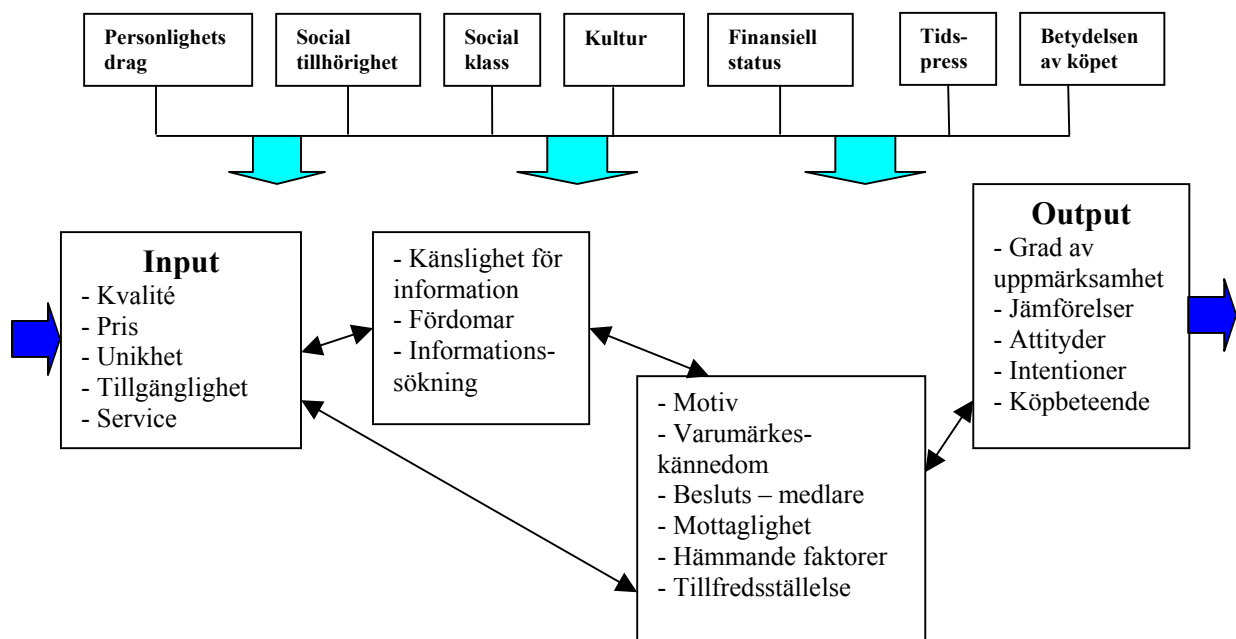 Personlighets
drag
Social
tillhörighet
Social
klass
Kultur
Finansiell
status
Tids-
press
Betydelsen
av köpet
Input
- Kvalité
- Pris
- Unikhet
- Tillgänglighet
- Service
- Känslighet för
information
- Fördomar
- Informations-
sökning
- Motiv
- Varumärkes-
kännedom
- Besluts – medlare
- Mottaglighet
- Hämmande faktorer
- Tillfredsställelse
Output
- Grad av
uppmärksamhet
- Jämförelser
- Attityder
- Intentioner
- Köpbeteende